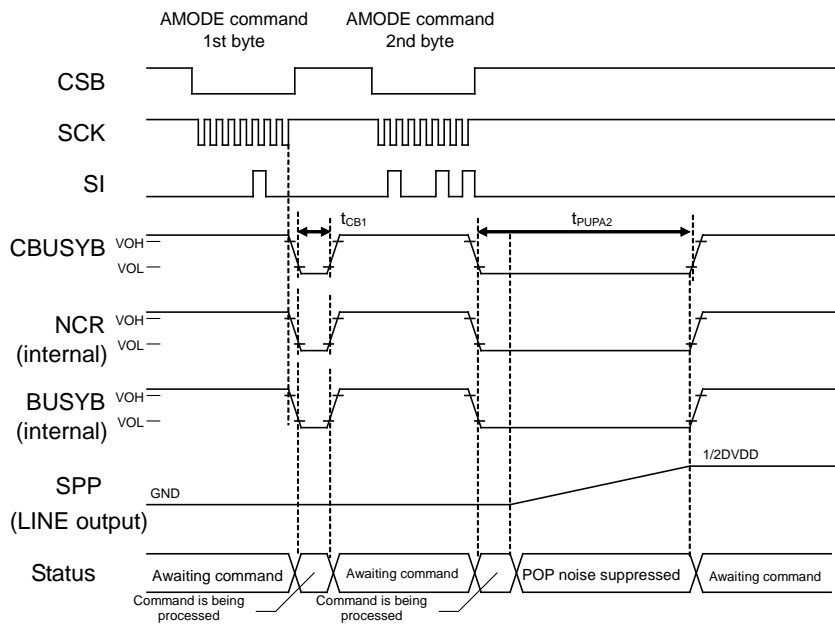 AMODE command
1st byte
AMODE command
2nd byte
CSB
SCK
SI
tCB1
tPUPA2
CBUSYB
VOH
VOL
NCR
(internal)
VOH
VOL
BUSYB
(internal)
VOH
VOL
1/2DVDD
SPP
(LINE output)
GND
Status
Awaiting command
Awaiting command
POP noise suppressed
Awaiting command
Command is being
processed
Command is being
processed